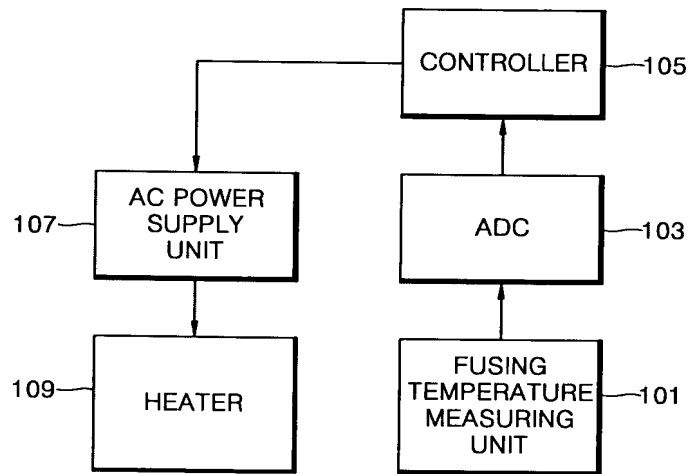 CONTROLLER
105
AC POWER
SUPPLY
UNIT
107
ADC
103
HEATER
109
FUSING
TEMPERATURE
MEASURING
UNIT
101